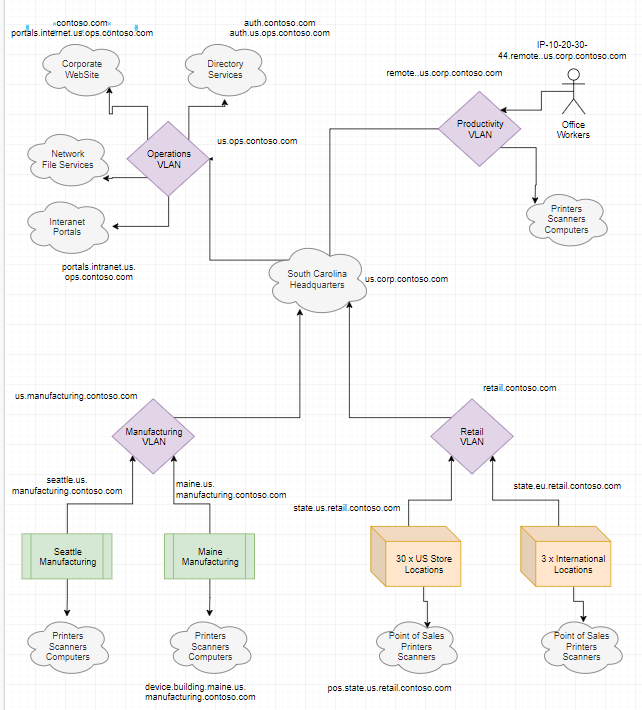 contoso.com
portals.internet.us.ops.contoso.com
auth.contoso.com
auth.us.ops.contoso.com
IP-10-20-30-
44.remote..us.corp.contoso.com
remote..us.corp.contoso.com
Corporate
WebSite
Directory
Services
Productivity
VLAN
Office
Workers
us.ops.contoso.com
Network
File Services
Operations
VLAN
Intranet
Portals
Printers
Scanners
Computers
portals.intranet.us.
ops.contoso.com
South Carolina
Headquarters
us.corp.contoso.com
us.manufacturing.contoso.com
retail.contoso.com
Manufacturing
VLAN
Retail
VLAN
seattle.us.
manufacturing.contoso.com
maine.us.
manufacturing.contoso.com
state.us.retail.contoso.com
state.eu.retail.contoso.com
Seattle
Manufacturing
Maine
Manufacturing
30 x US Store
Locations
3 x International
Locations
Printers
Scanners
Computers
Printers
Scanners
Computers
Point of Sales
Printers
Scanners
Point of Sales
Printers
Scanners
device.building.maine.us.
manufacturing.contoso.com
pos.state.us.retail.contoso.com